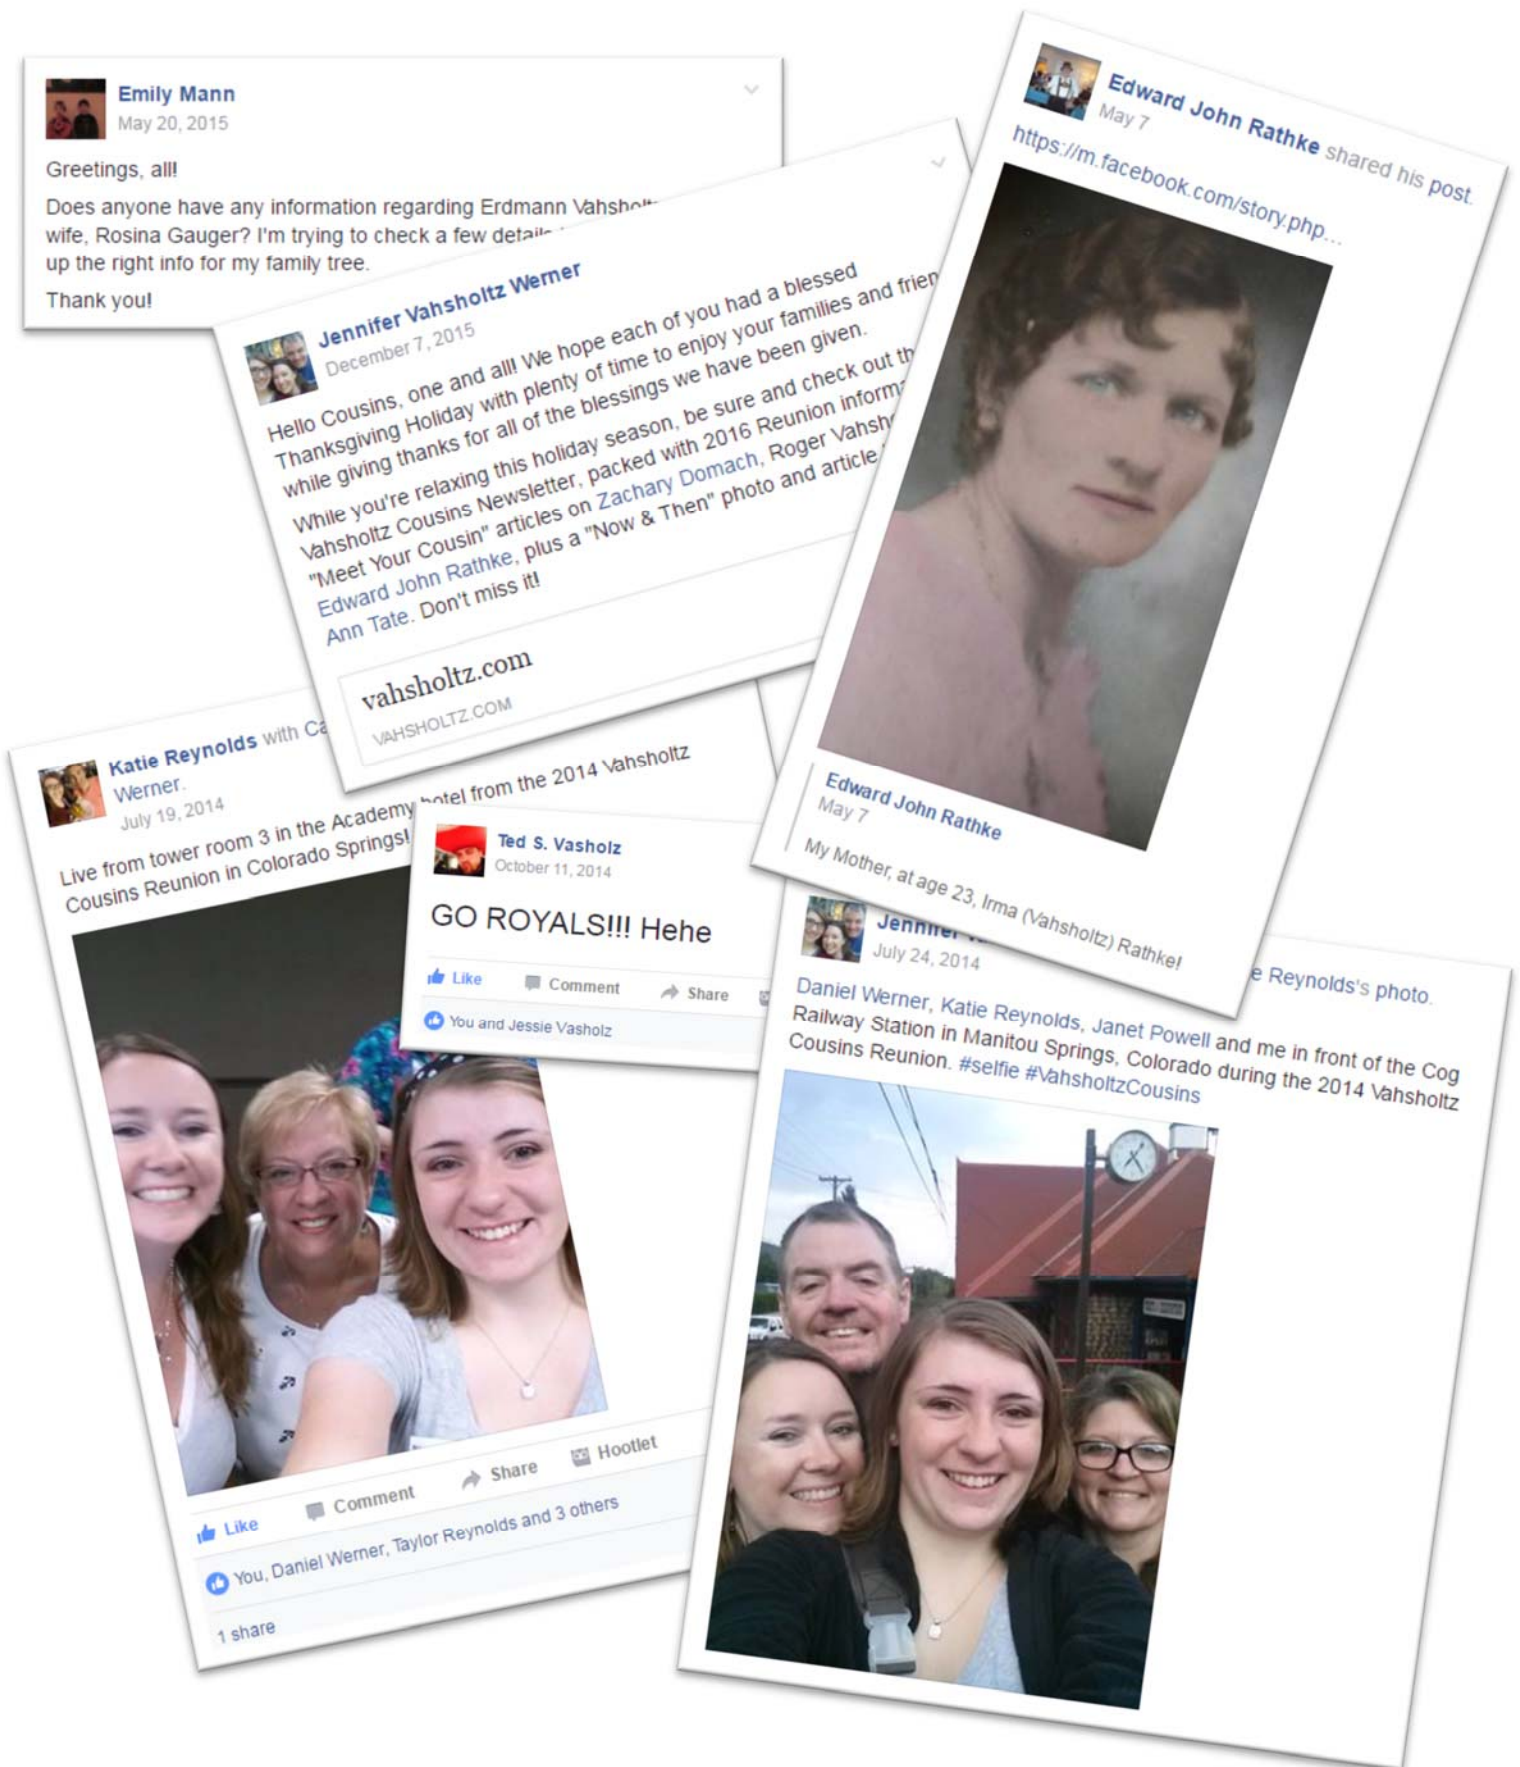 Emily Mann
May 20, 2015
Greetings, all!
Does anyone have any information regarding Erdmann
wife, Rosina Gauger? I'm trying to check a few
up the right info for my family tree.
Thank you!
Jennifer Vahsholtz Werner
December 7, 2015
Hello Cousins, one and all! We hope each of you had a blessed
Thanksgiving Holiday with plenty of time to enjoy your families and
while giving thanks for all of the blessings we have been given.
While you're relaxing this holiday season, be sure and check out
Vahsholtz Cousins Newsletter, packed with 2016 Reunion
"Meet Your Cousin" articles on Zachary Domach, Roger
Edward John Rathke, plus a "Now & Then" photo and article
Ann Tate. Don't miss it!
vahsholtz.com
VAHSHOLTZ.COM
Edward John Rathke shared his post.
May 7
https://m.facebook.com/story.php...
Edward John Rathke
May 7
My Mother, at age 23, Irma (Vahsholtz) Rathke!
Katie Reynolds with
Werner.
July 19, 2014
Live from tower room 3 in the Academy hotel from the 2014 Vahsholtz
Cousins Reunion in Colorado Springs!
Like Comment Share Hootlet
You, Daniel Werner, Taylor Reynolds and 3 others
1 share
Ted S. Vasholz
October 11, 2014
GO ROYALS!!! Hehe
Like Comment Share
You and Jessie Vasholz
Jennifer
Reynolds's photo.
July 24, 2014
Daniel Werner, Katie Reynolds, Janet Powell and me in front of the Cog
Railway Station in Manitou Springs, Colorado during the 2014 Vahsholtz
Cousins Reunion. #selfie #VahsholtzCousins